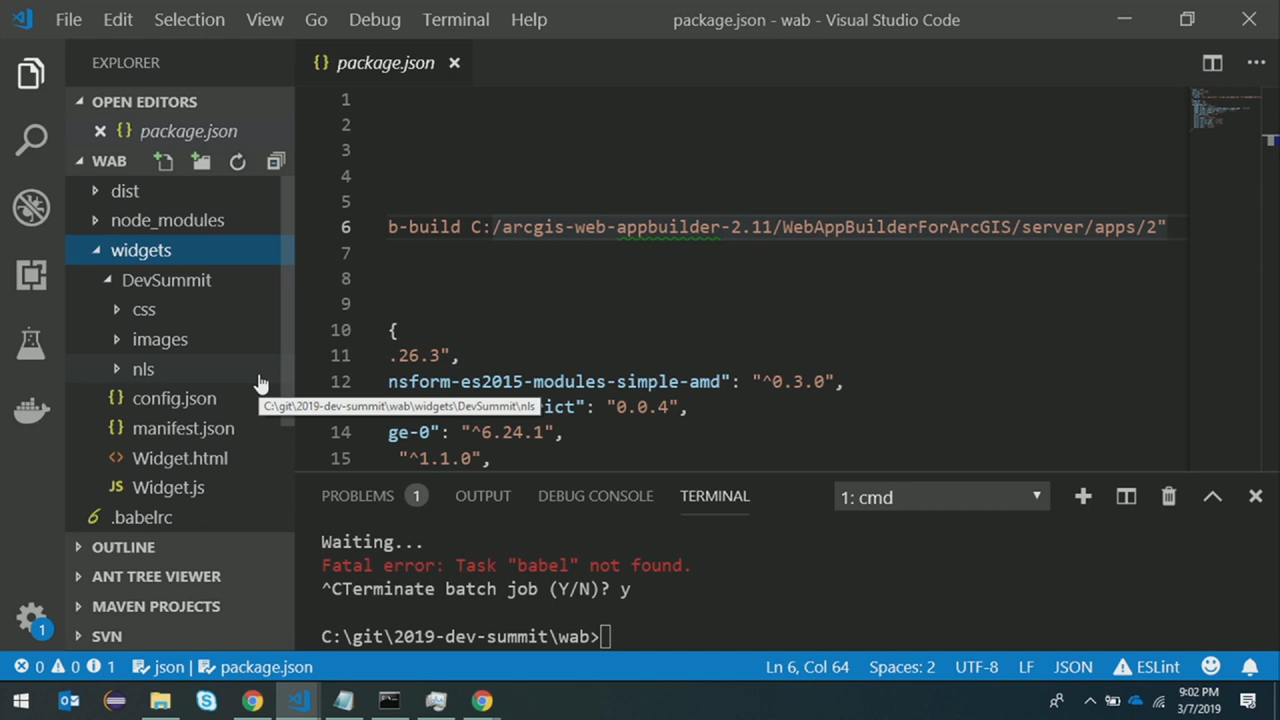 File Edit Selection View Go Debug Terminal Help package.json - wab - Visual Studio Code
EXPLORER
{} package.json
OPEN EDITORS
{} package.json
WAB
dist
node_modules
widgets
DevSummit
css
images
nls
{} config.json
C:\git\2019-dev-summit\wab\widgets\DevSummit\nls
{} manifest.json
<> Widget.html
JS Widget.js
.babelrc
OUTLINE
ANT TREE VIEWER
MAVEN PROJECTS
SVN
1
2
3
4
5
6 b-build C:/arcgis-web-appbuilder-2.11/WebAppBuilderForArcGIS/server/apps/2"
7
8
9
10 {
11 .26.3",
12 nsform-es2015-modules-simple-amd": "^0.3.0",
ict": "0.0.4",
14 ge-0": "^6.24.1",
15 "^1.1.0",
PROBLEMS 1 OUTPUT DEBUG CONSOLE TERMINAL 1: cmd
Waiting...
Fatal error: Task "babel" not found.
^CTerminate batch job (Y/N)? y
C:\git\2019-dev-summit\wab>
1
0 0 1 json | package.json Ln 6, Col 64 Spaces: 2 UTF-8 LF JSON ESLint
9:02 PM
3/7/2019